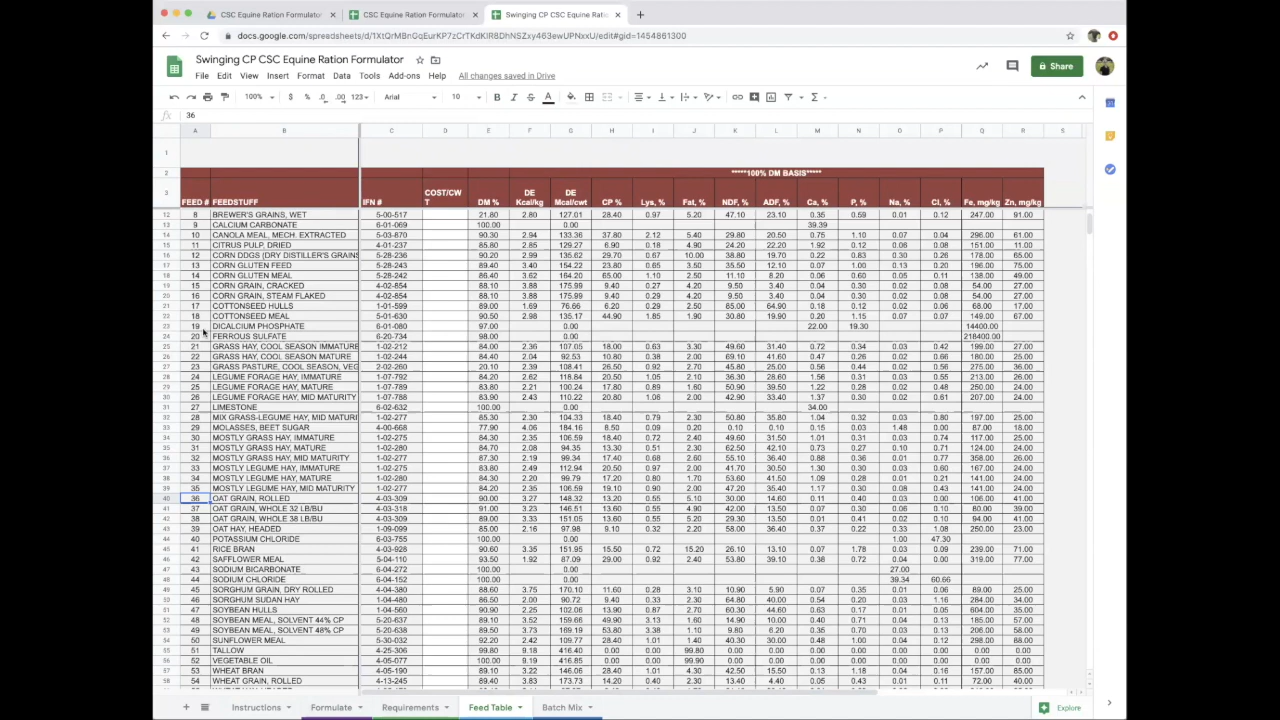 CSC Equine Ration Formulator × CSC Equine Ration Formulator × Swinging CP CSC Equine Ratio ×
docs.google.com/spreadsheets/d/1XtQrMBnGqEurKP7zCrTKdKlR8DhNSZxy463ewUPNxxU/edit#gid=1454861300
Swinging CP CSC Equine Ration Formulator
File Edit View Insert Format Data Tools Add-ons Help All changes saved in Drive
Share
100% $ % .0 .00 123 Arial 10 B I S A
fx 36
A B C D E F G H I J K L M N O P Q R S
1
2 *****100% DM BASIS*****
3 FEED # FEEDSTUFF IFN # COST/CWT DM % DE Kcal/kg DE Mcal/cwt CP % Lys, % Fat, % NDF, % ADF, % Ca, % P, % Na, % Cl, % Fe, mg/kg Zn, mg/kg
12 8 BREWER'S GRAINS, WET 5-00-517 21.80 2.80 127.01 28.40 0.97 5.20 47.10 23.10 0.35 0.59 0.01 0.12 247.00 91.00
13 9 CALCIUM CARBONATE 6-01-069 100.00 0.00 39.39
14 10 CANOLA MEAL, MECH. EXTRACTED 5-03-870 90.30 2.94 133.36 37.80 2.12 5.40 29.80 20.50 0.75 1.10 0.07 0.04 296.00 61.00
15 11 CITRUS PULP, DRIED 4-01-237 85.80 2.85 129.27 6.90 0.18 4.90 24.20 22.20 1.92 0.12 0.06 0.08 151.00 11.00
16 12 CORN DDGS (DRY DISTILLER'S GRAINS 5-28-236 90.20 2.99 135.62 29.70 0.67 10.00 38.80 19.70 0.22 0.83 0.30 0.26 178.00 65.00
17 13 CORN GLUTEN FEED 5-28-243 89.40 3.40 154.22 23.80 0.65 3.50 35.50 12.10 0.07 1.00 0.13 0.20 196.00 75.00
18 14 CORN GLUTEN MEAL 5-28-242 86.40 3.62 164.20 65.00 1.10 2.50 11.10 8.20 0.06 0.60 0.05 0.11 138.00 49.00
19 15 CORN GRAIN, CRACKED 4-02-854 88.10 3.88 175.99 9.40 0.27 4.20 9.50 3.40 0.04 0.30 0.02 0.08 54.00 27.00
20 16 CORN GRAIN, STEAM FLAKED 4-02-854 88.10 3.88 175.99 9.40 0.29 4.20 9.50 3.40 0.04 0.30 0.02 0.08 54.00 27.00
21 17 COTTONSEED HULLS 1-01-599 89.00 1.69 76.66 6.20 0.29 2.50 85.00 64.90 0.18 0.12 0.02 0.07 68.00 17.00
22 18 COTTONSEED MEAL 5-01-630 90.50 2.98 135.17 44.90 1.85 1.90 30.80 19.90 0.20 1.15 0.07 0.07 149.00 67.00
23 19 DICALCIUM PHOSPHATE 6-01-080 97.00 0.00 22.00 19.30 14400.00
24 20 FERROUS SULFATE 6-20-734 98.00 0.00 218400.00
25 21 GRASS HAY, COOL SEASON IMMATURE 1-02-212 84.00 2.36 107.05 18.00 0.63 3.30 49.60 31.40 0.72 0.34 0.03 0.42 199.00 27.00
26 22 GRASS HAY, COOL SEASON MATURE 1-02-244 84.40 2.04 92.53 10.80 0.38 2.00 69.10 41.60 0.47 0.26 0.02 0.66 180.00 25.00
27 23 GRASS PASTURE, COOL SEASON, VEG 2-02-260 20.10 2.39 108.41 26.50 0.92 2.70 45.80 25.00 0.56 0.44 0.02 0.56 275.00 36.00
28 24 LEGUME FORAGE HAY, IMMATURE 1-07-792 84.20 2.62 118.84 20.50 1.05 2.10 36.30 28.60 1.56 0.31 0.03 0.55 213.00 26.00
29 25 LEGUME FORAGE HAY, MATURE 1-07-789 83.80 2.21 100.24 17.80 0.89 1.60 50.90 39.50 1.22 0.28 0.02 0.48 250.00 24.00
30 26 LEGUME FORAGE HAY, MID MATURITY 1-07-788 83.90 2.43 110.22 20.80 1.06 2.00 42.90 33.40 1.37 0.30 0.02 0.61 207.00 24.00
31 27 LIMESTONE 6-02-632 100.00 0.00 34.00
32 28 MIX GRASS-LEGUME HAY, MID MATURI 1-02-277 85.30 2.30 104.33 18.40 0.79 2.30 50.80 35.80 1.04 0.32 0.03 0.80 197.00 25.00
33 29 MOLASSES, BEET SUGAR 4-00-668 77.90 4.06 184.16 8.50 0.09 0.20 0.10 0.10 0.15 0.03 1.48 0.00 87.00 18.00
34 30 MOSTLY GRASS HAY, IMMATURE 1-02-275 84.30 2.35 106.59 18.40 0.72 2.40 49.60 31.50 1.01 0.31 0.03 0.74 117.00 25.00
35 31 MOSTLY GRASS HAY, MATURE 1-02-280 84.70 2.08 94.35 13.30 0.51 2.30 62.50 42.10 0.73 0.27 0.10 0.71 124.00 23.00
36 32 MOSTLY GRASS HAY, MID MATURITY 1-02-277 87.10 2.19 99.34 17.40 0.68 2.60 55.10 36.40 0.88 0.36 0.01 0.77 358.00 26.00
37 33 MOSTLY LEGUME HAY, IMMATURE 1-02-275 83.80 2.49 112.94 20.50 0.97 2.00 41.70 30.50 1.30 0.30 0.03 0.60 167.00 24.00
38 34 MOSTLY LEGUME HAY, MATURE 1-02-280 83.30 2.20 99.79 17.20 0.80 1.70 53.60 41.50 1.09 0.28 0.01 0.21 141.00 24.00
39 35 MOSTLY LEGUME HAY, MID MATURITY 1-02-277 84.50 2.35 106.59 19.10 0.90 2.00 47.20 35.40 1.17 0.30 0.08 0.43 141.00 24.00
40 36 OAT GRAIN, ROLLED 4-03-309 90.00 3.27 148.32 13.20 0.55 5.10 30.00 14.60 0.11 0.40 0.03 0.00 106.00 41.00
41 37 OAT GRAIN, WHOLE 32 LB/BU 4-03-318 91.00 3.23 146.51 13.60 0.55 4.90 42.00 13.50 0.07 0.30 0.06 0.10 80.00 39.00
42 38 OAT GRAIN, WHOLE 38 LB/BU 4-03-309 89.00 3.33 151.05 13.60 0.55 5.20 29.30 13.50 0.01 0.41 0.06 0.10 94.00 41.00
43 39 OAT HAY, HEADED 1-09-099 85.00 2.16 97.98 9.10 0.32 2.20 58.00 36.40 0.37 0.22 0.33 1.08 250.00 23.00
44 40 POTASSIUM CHLORIDE 6-03-755 100.00 0.00 1.00 47.30
45 41 RICE BRAN 4-03-928 90.60 3.35 151.95 15.50 0.72 15.20 26.10 13.10 0.07 1.78 0.03 0.09 239.00 71.00
46 42 SAFFLOWER MEAL 5-04-110 93.50 1.92 87.09 29.00 0.92 2.40 53.80 39.10 0.38 0.72 0.04 0.00 319.00 77.00
47 43 SODIUM BICARBONATE 6-04-272 100.00 0.00 27.00
48 44 SODIUM CHLORIDE 6-04-152 100.00 0.00 39.34 60.66
49 45 SORGHUM GRAIN, DRY ROLLED 4-04-380 88.60 3.75 170.10 11.60 0.28 3.10 10.90 5.90 0.07 0.35 0.01 0.10 89.00 25.00
50 46 SORGHUM SUDAN HAY 1-04-480 86.50 9.40 0.33 2.30 64.80 40.00 0.54 0.20 0.03 1.16 264.00 34.00
47 SOYBEAN HULLS 1-04-560 90.90 2.25 102.06 13.90 0.87 2.70 60.30 44.60 0.63 0.17 0.01 0.05 604.00 35.00
52 48 SOYBEAN MEAL, SOLVENT 44% CP 5-20-637 89.10 3.52 159.66 49.90 3.13 1.60 14.90 10.00 0.40 0.71 0.04 0.13 185.00 57.00
53 49 SOYBEAN MEAL, SOLVENT 48% CP 5-20-638 89.50 3.73 169.19 53.80 3.38 1.10 9.80 6.20 0.35 0.70 0.03 0.13 206.00 58.00
54 50 SUNFLOWER MEAL 5-30-032 92.20 2.42 109.77 28.40 1.01 1.40 40.30 30.00 0.48 1.00 0.04 0.12 298.00 88.00
55 51 TALLOW 4-25-306 99.80 9.18 416.40 0.00 0.00 99.80 0.00 0.00 0.00 0.00 0.00 0.00 0.00 0.00
56 52 VEGETABLE OIL 4-05-077 100.00 9.19 416.85 0.00 0.00 99.90 0.00 0.00 0.00 0.00 0.00 0.00 0.00 0.00
57 53 WHEAT BRAN 4-05-190 89.10 3.22 146.06 17.30 0.70 4.30 42.50 15.50 0.13 1.18 0.04 0.16 157.00 85.00
58 54 WHEAT GRAIN, ROLLED 4-13-245 89.40 3.83 173.73 14.20 0.40 2.30 13.40 4.40 0.05 0.43 0.01 0.11 72.00 40.00
Instructions Formulate Requirements Feed Table Batch Mix Explore